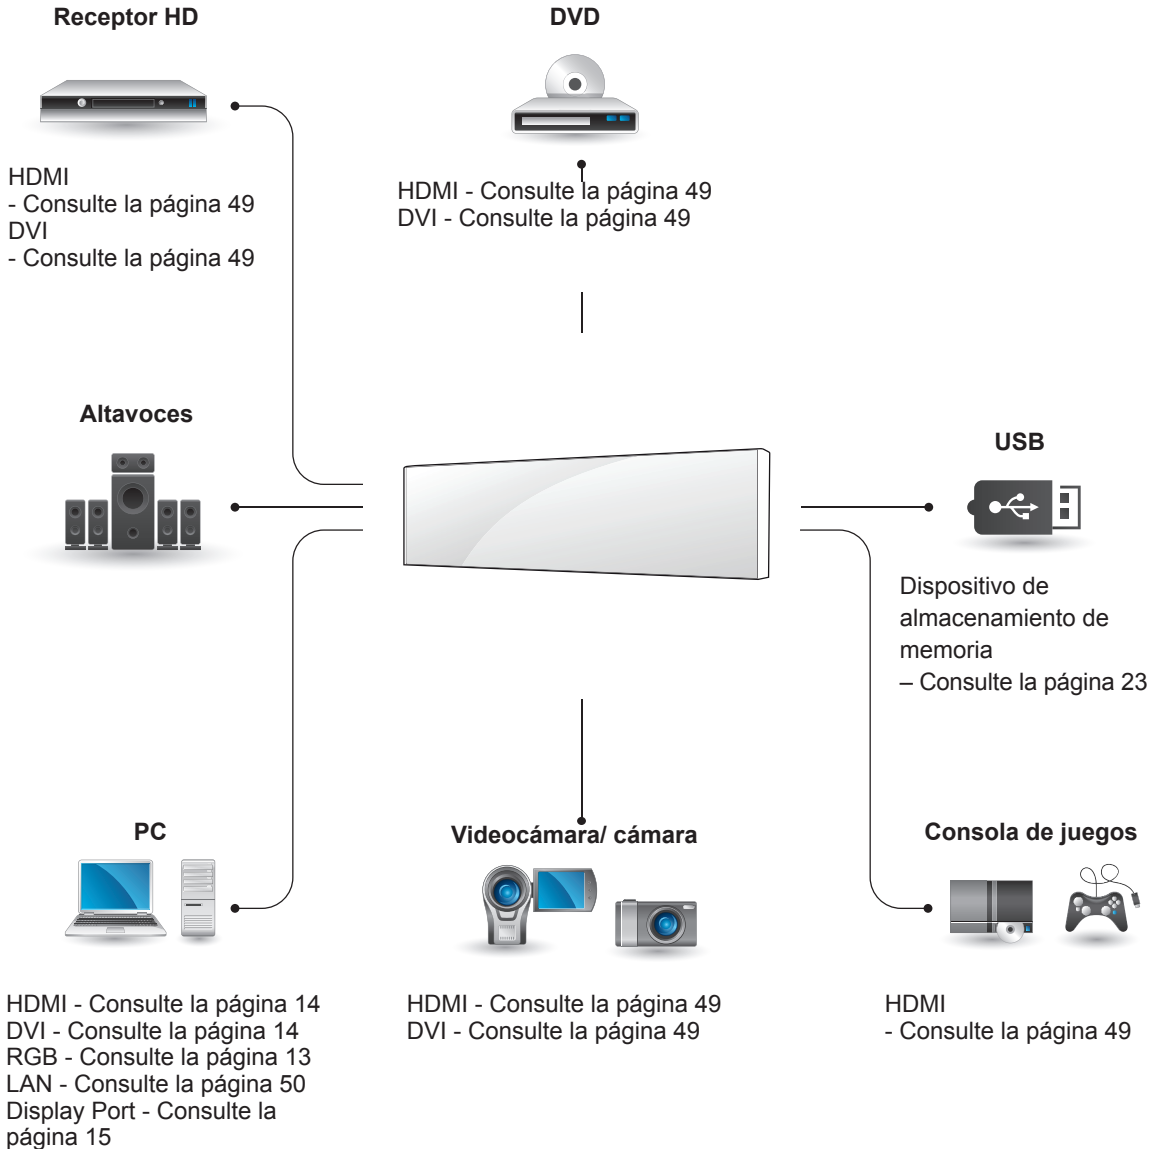 Receptor HD
HDMI
- Consulte la página 49
DVI
- Consulte la página 49
DVD
HDMI - Consulte la página 49
DVI - Consulte la página 49
Altavoces
USB
Dispositivo de
almacenamiento de
memoria
– Consulte la página 23
PC
HDMI - Consulte la página 14
DVI - Consulte la página 14
RGB - Consulte la página 13
LAN - Consulte la página 50
Display Port - Consulte la
página 15
Videocámara/ cámara
HDMI - Consulte la página 49
DVI - Consulte la página 49
Consola de juegos
HDMI
- Consulte la página 49